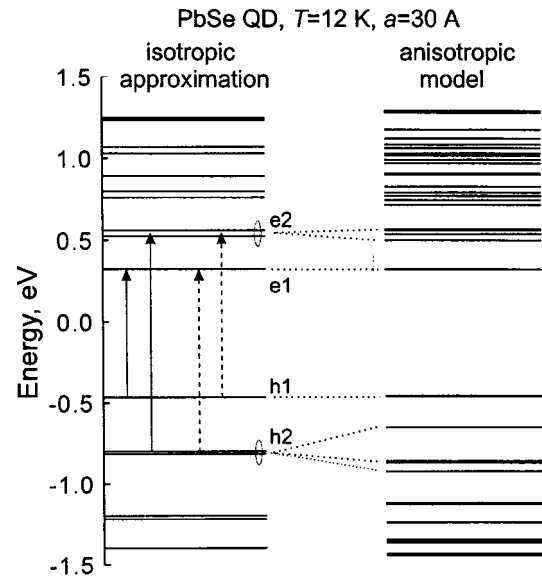 PbSe QD, T=12 K, a=30 A
isotropic approximation
anisotropic model
1.5
1.0
0.5
0.0
-0.5
-1.0
-1.5
Energy, eV
e2
e1
h1
h2